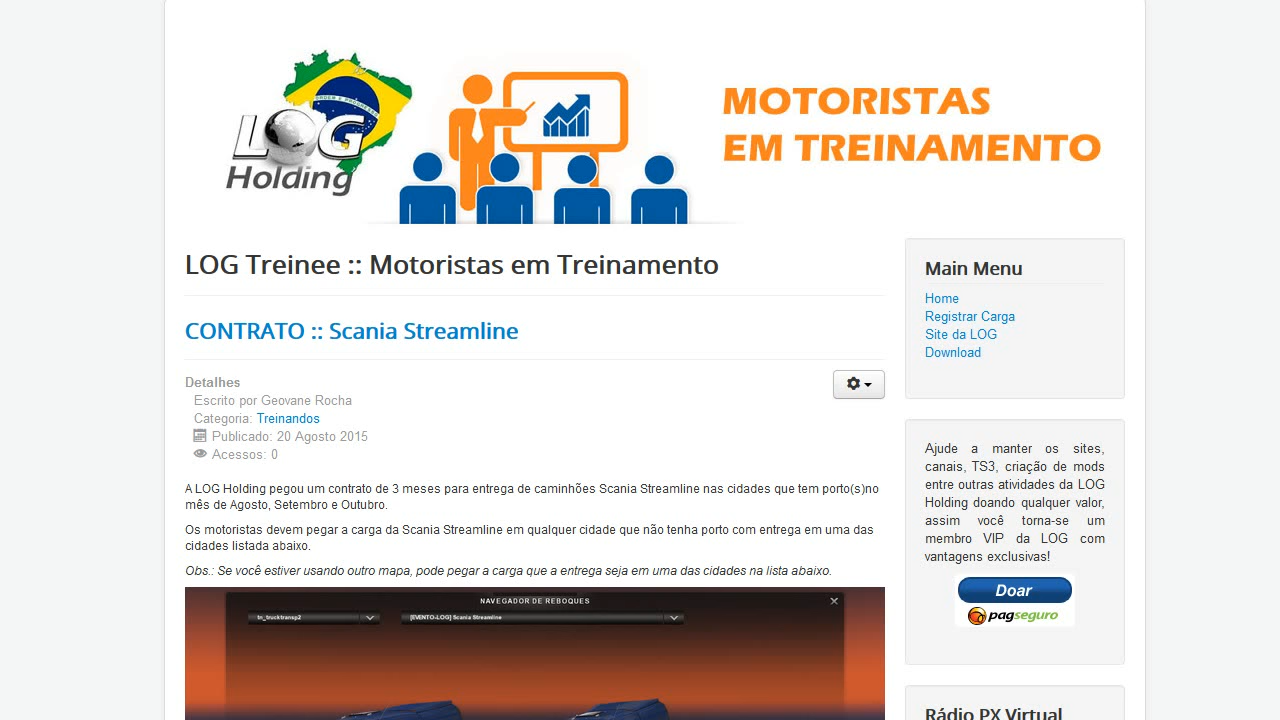 LOG
Holding
MOTORISTAS
EM TREINAMENTO
LOG Treinee :: Motoristas em Treinamento
CONTRATO :: Scania Streamline
Detalhes
Escrito por Geovane Rocha
Categoria: Treinandos
Publicado: 20 Agosto 2015
Acessos: 0
A LOG Holding pegou um contrato de 3 meses para entrega de caminhões Scania Streamline nas cidades que tem porto(s)no
mês de Agosto, Setembro e Outubro.
Os motoristas devem pegar a carga da Scania Streamline em qualquer cidade que não tenha porto com entrega em uma das
cidades listada abaixo.
Obs.: Se você estiver usando outro mapa, pode pegar a carga que a entrega seja em uma das cidades na lista abaixo.
NAVEGADOR DE REBOQUES
tn_trucktransp2
[EVENTO-LOG] Scania Streamline
Main Menu
Home
Registrar Carga
Site da LOG
Download
Ajude a manter os sites,
canais, TS3, criação de mods
entre outras atividades da LOG
Holding doando qualquer valor,
assim você torna-se um
membro VIP da LOG com
vantagens exclusivas!
Doar
pagseguro
Rádio PX Virtual